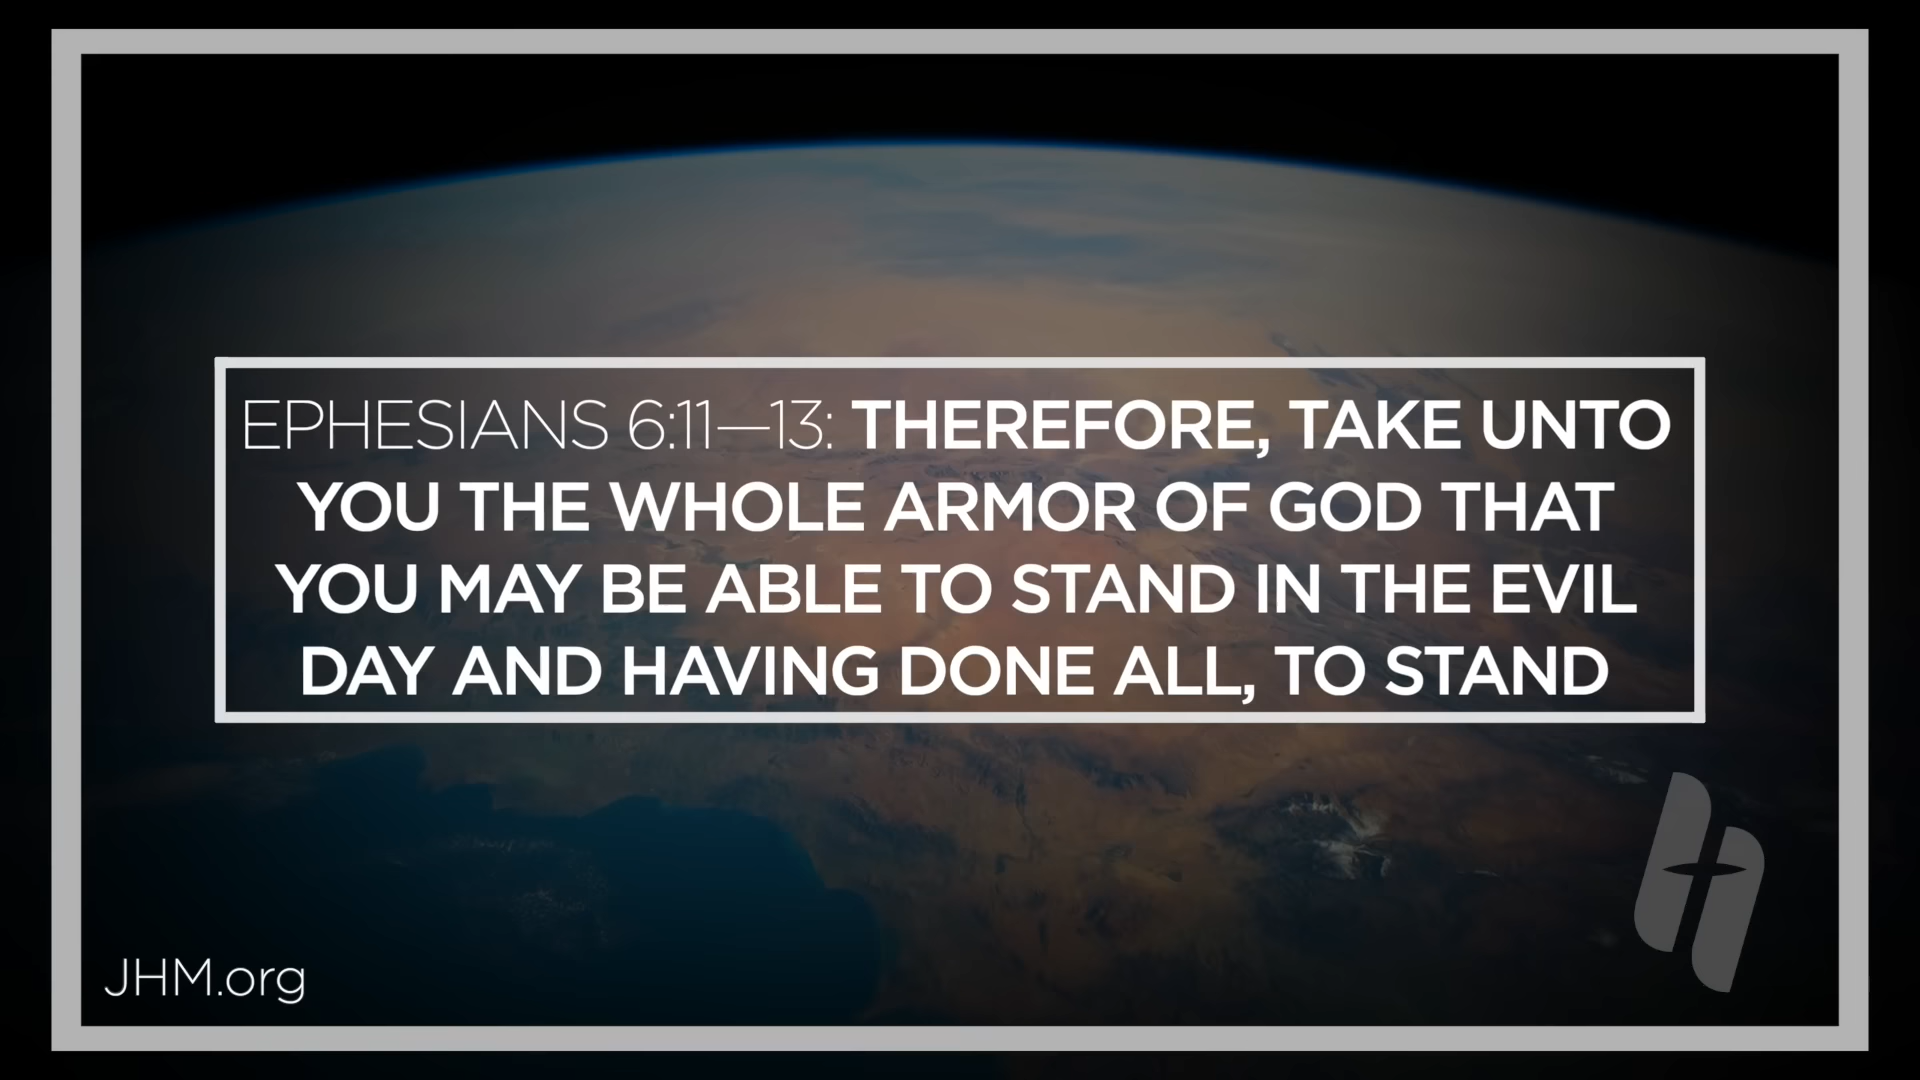 EPHESIANS 6:11—13: THEREFORE, TAKE UNTO
YOU THE WHOLE ARMOR OF GOD THAT
YOU MAY BE ABLE TO STAND IN THE EVIL
DAY AND HAVING DONE ALL, TO STAND
JHM.org